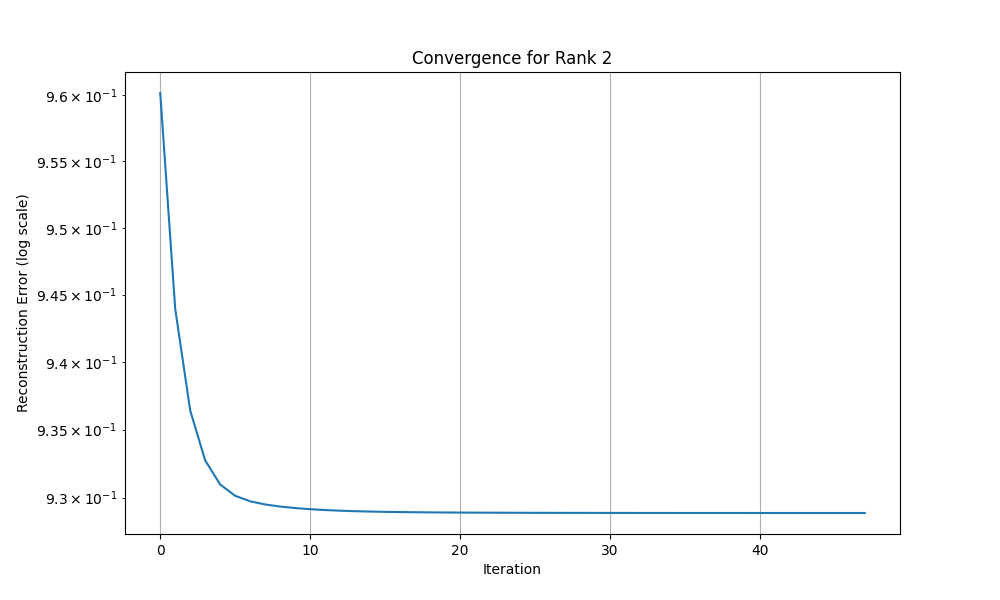 Convergence for Rank 2
Reconstruction Error (log scale)
9.6 × 10⁻¹
9.55 × 10⁻¹
9.5 × 10⁻¹
9.45 × 10⁻¹
9.4 × 10⁻¹
9.35 × 10⁻¹
9.3 × 10⁻¹
0 10 20 30 40
Iteration